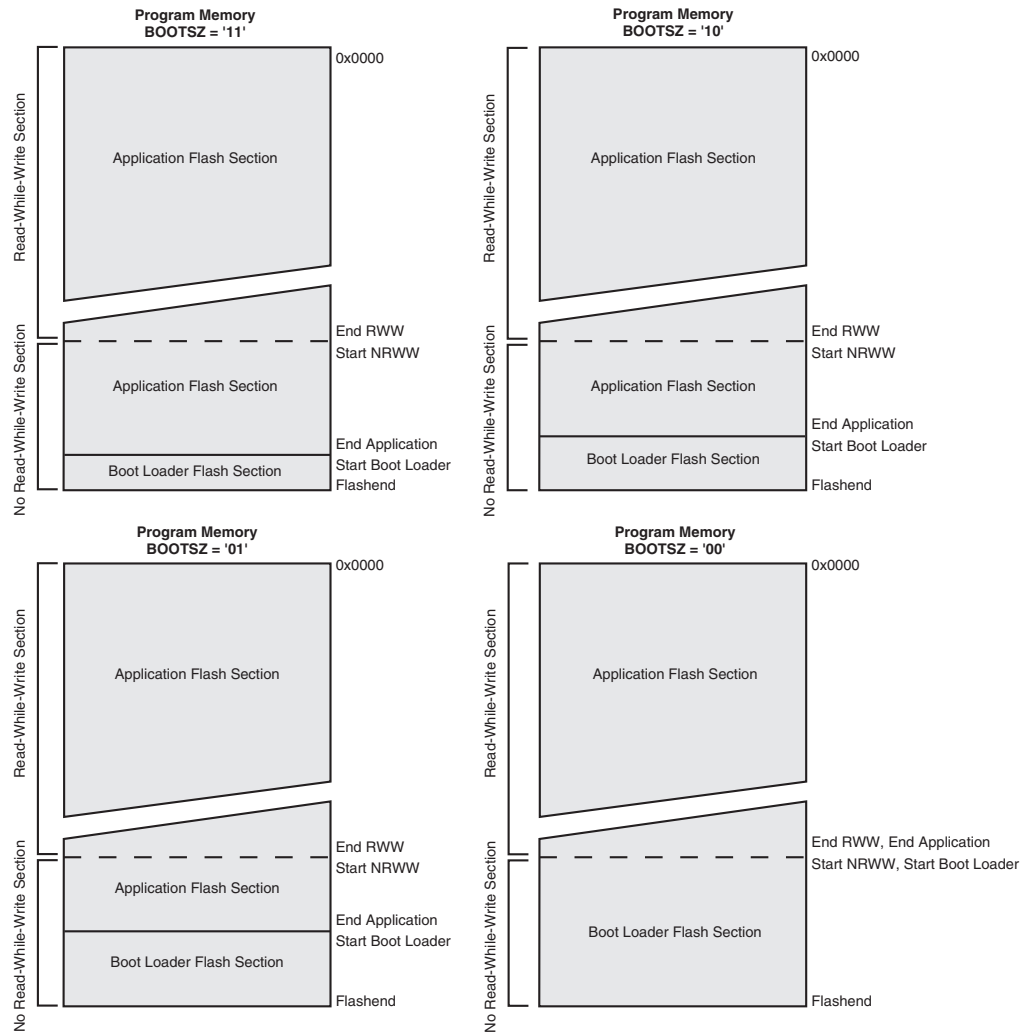 Program Memory
BOOTSZ = '11'
0x0000
Read-While-Write Section
Application Flash Section
End RWW
Start NRWW
No Read-While-Write Section
Application Flash Section
End Application
Start Boot Loader
Boot Loader Flash Section
Flashend
Program Memory
BOOTSZ = '10'
0x0000
Read-While-Write Section
Application Flash Section
End RWW
Start NRWW
No Read-While-Write Section
Application Flash Section
End Application
Start Boot Loader
Boot Loader Flash Section
Flashend
Program Memory
BOOTSZ = '01'
0x0000
Read-While-Write Section
Application Flash Section
End RWW
Start NRWW
No Read-While-Write Section
Application Flash Section
End Application
Start Boot Loader
Boot Loader Flash Section
Flashend
Program Memory
BOOTSZ = '00'
0x0000
Read-While-Write Section
Application Flash Section
End RWW, End Application
Start NRWW, Start Boot Loader
No Read-While-Write Section
Boot Loader Flash Section
Flashend